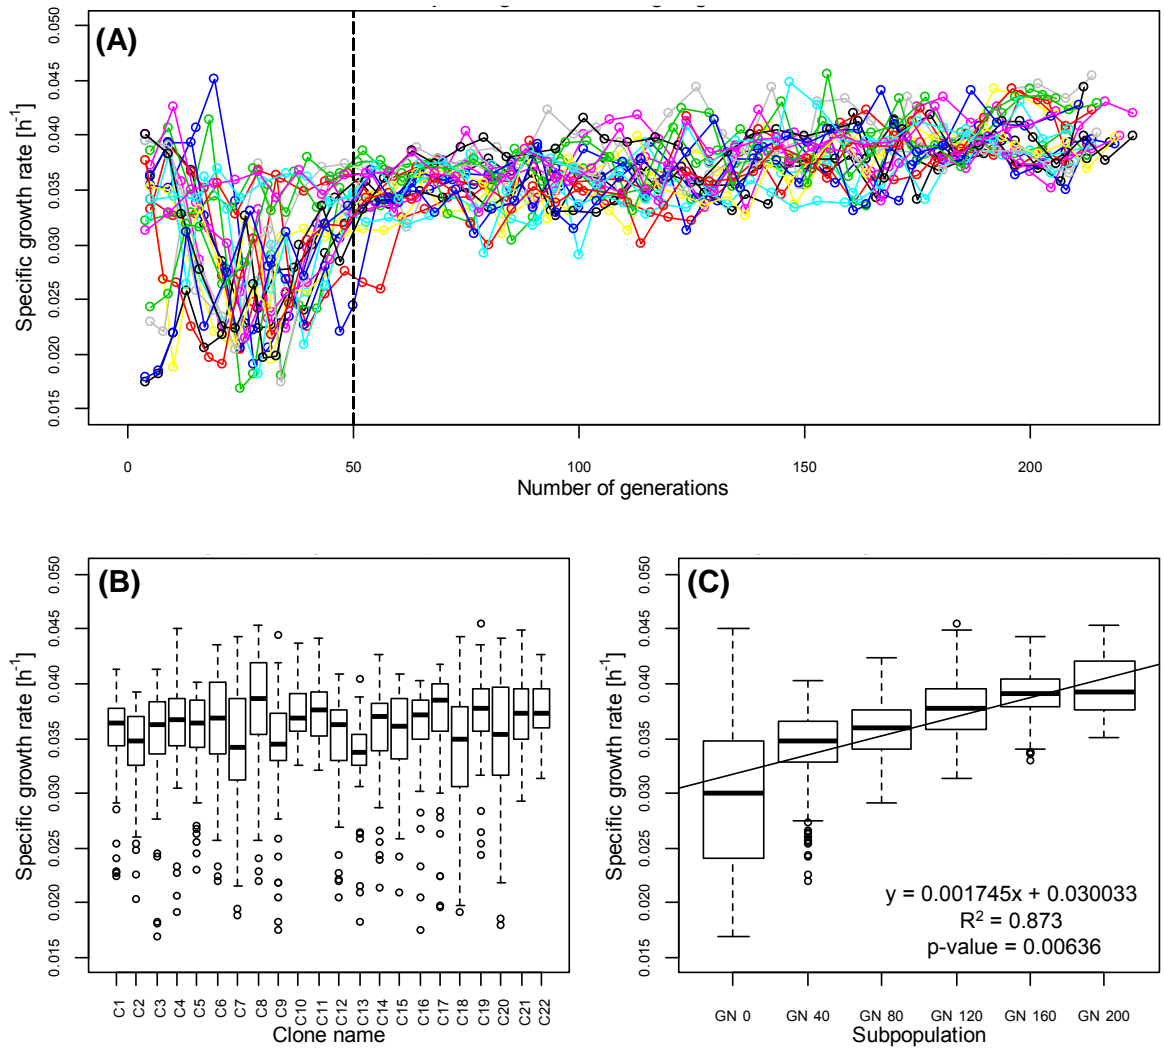 (A)
Specific growth rate [h-1]
0.050
0.045
0.040
0.035
0.030
0.025
0.020
0.015
0 50 100 150 200
Number of generations
(B)
Specific growth rate [h-1]
0.050
0.045
0.040
0.035
0.030
0.025
0.020
0.015
C1 C2 C3 C4 C5 C6 C7 C8 C9 C10 C11 C12 C13 C14 C15 C16 C17 C18 C19 C20 C21 C22
Clone name
(C)
Specific growth rate [h-1]
0.050
0.045
0.040
0.035
0.030
0.025
0.020
0.015
y = 0.001745x + 0.030033
R2 = 0.873
p-value = 0.00636
GN 0 GN 40 GN 80 GN 120 GN 160 GN 200
Subpopulation